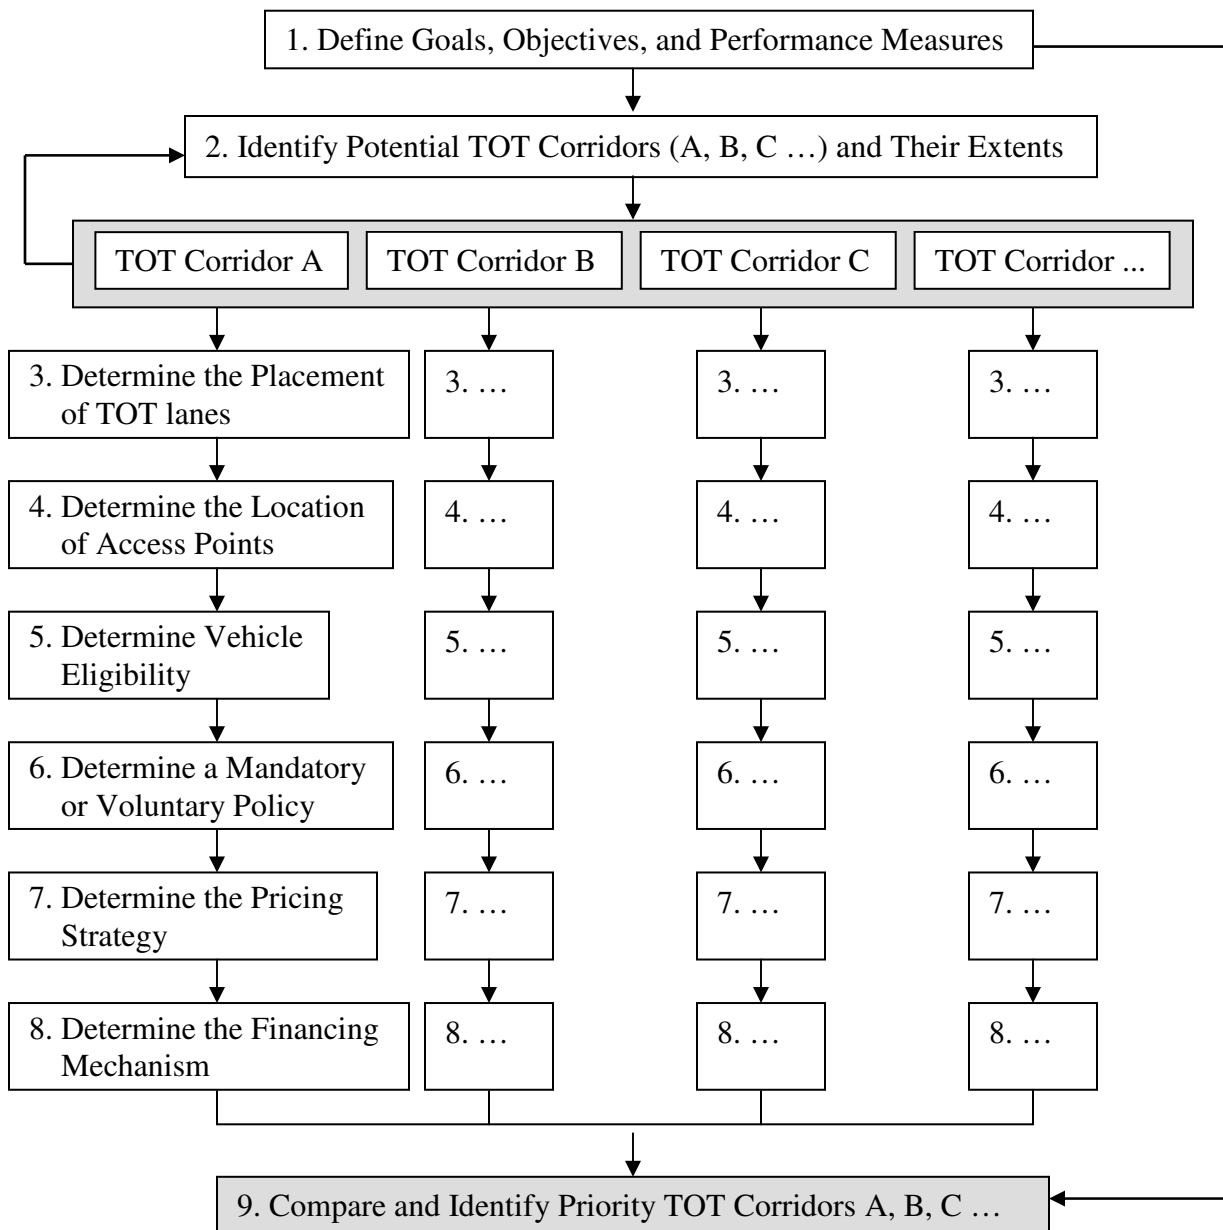 1. Define Goals, Objectives, and Performance Measures
2. Identify Potential TOT Corridors (A, B, C …) and Their Extents
TOT Corridor A
TOT Corridor B
TOT Corridor C
TOT Corridor ...
3. Determine the Placement
of TOT lanes
3. …
3. …
3. …
4. Determine the Location
of Access Points
4. …
4. …
4. …
5. Determine Vehicle
Eligibility
5. …
5. …
5. …
6. Determine a Mandatory
or Voluntary Policy
6. …
6. …
6. …
7. Determine the Pricing
Strategy
7. …
7. …
7. …
8. Determine the Financing
Mechanism
8. …
8. …
8. …
9. Compare and Identify Priority TOT Corridors A, B, C …